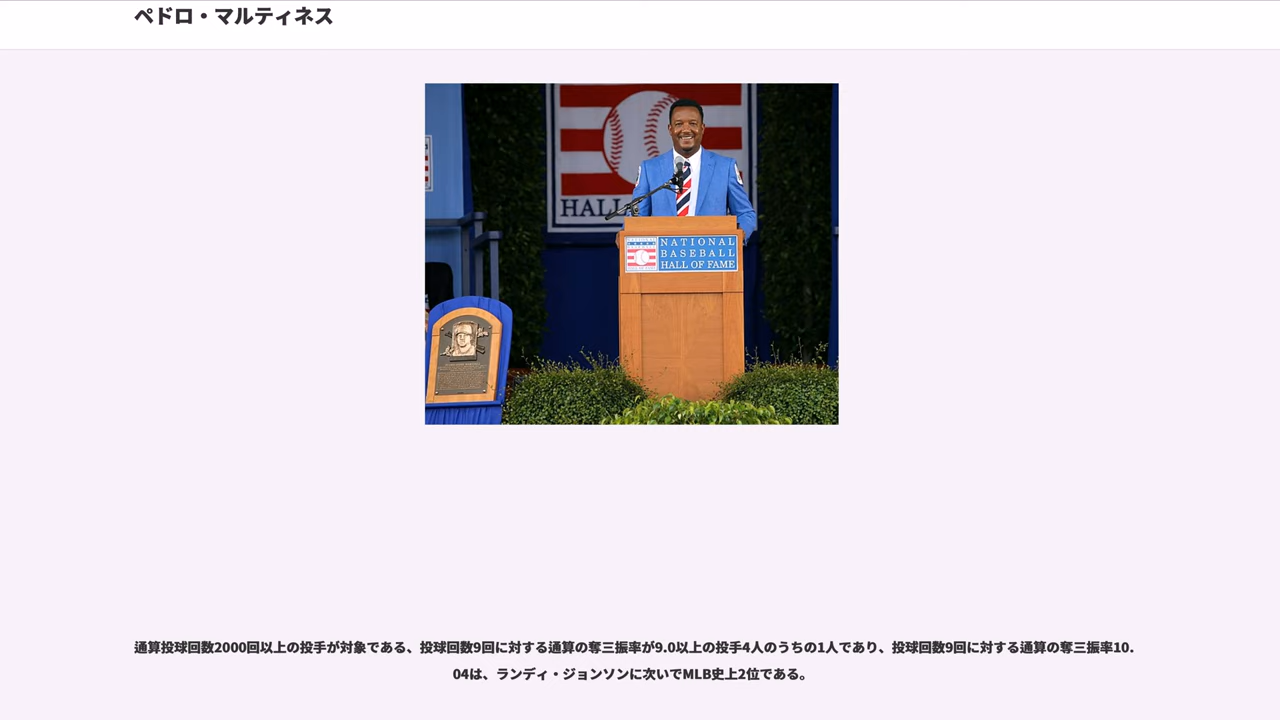 ペドロ・マルティネス
HALL
NATIONAL
BASEBALL
HALL OF FAME
通算投球回数2000回以上の投手が対象である、投球回数9回に対する通算の奪三振率が9.0以上の投手4人のうちの1人であり、投球回数9回に対する通算の奪三振率10.
04は、ランディ・ジョンソンに次いでMLB史上2位である。